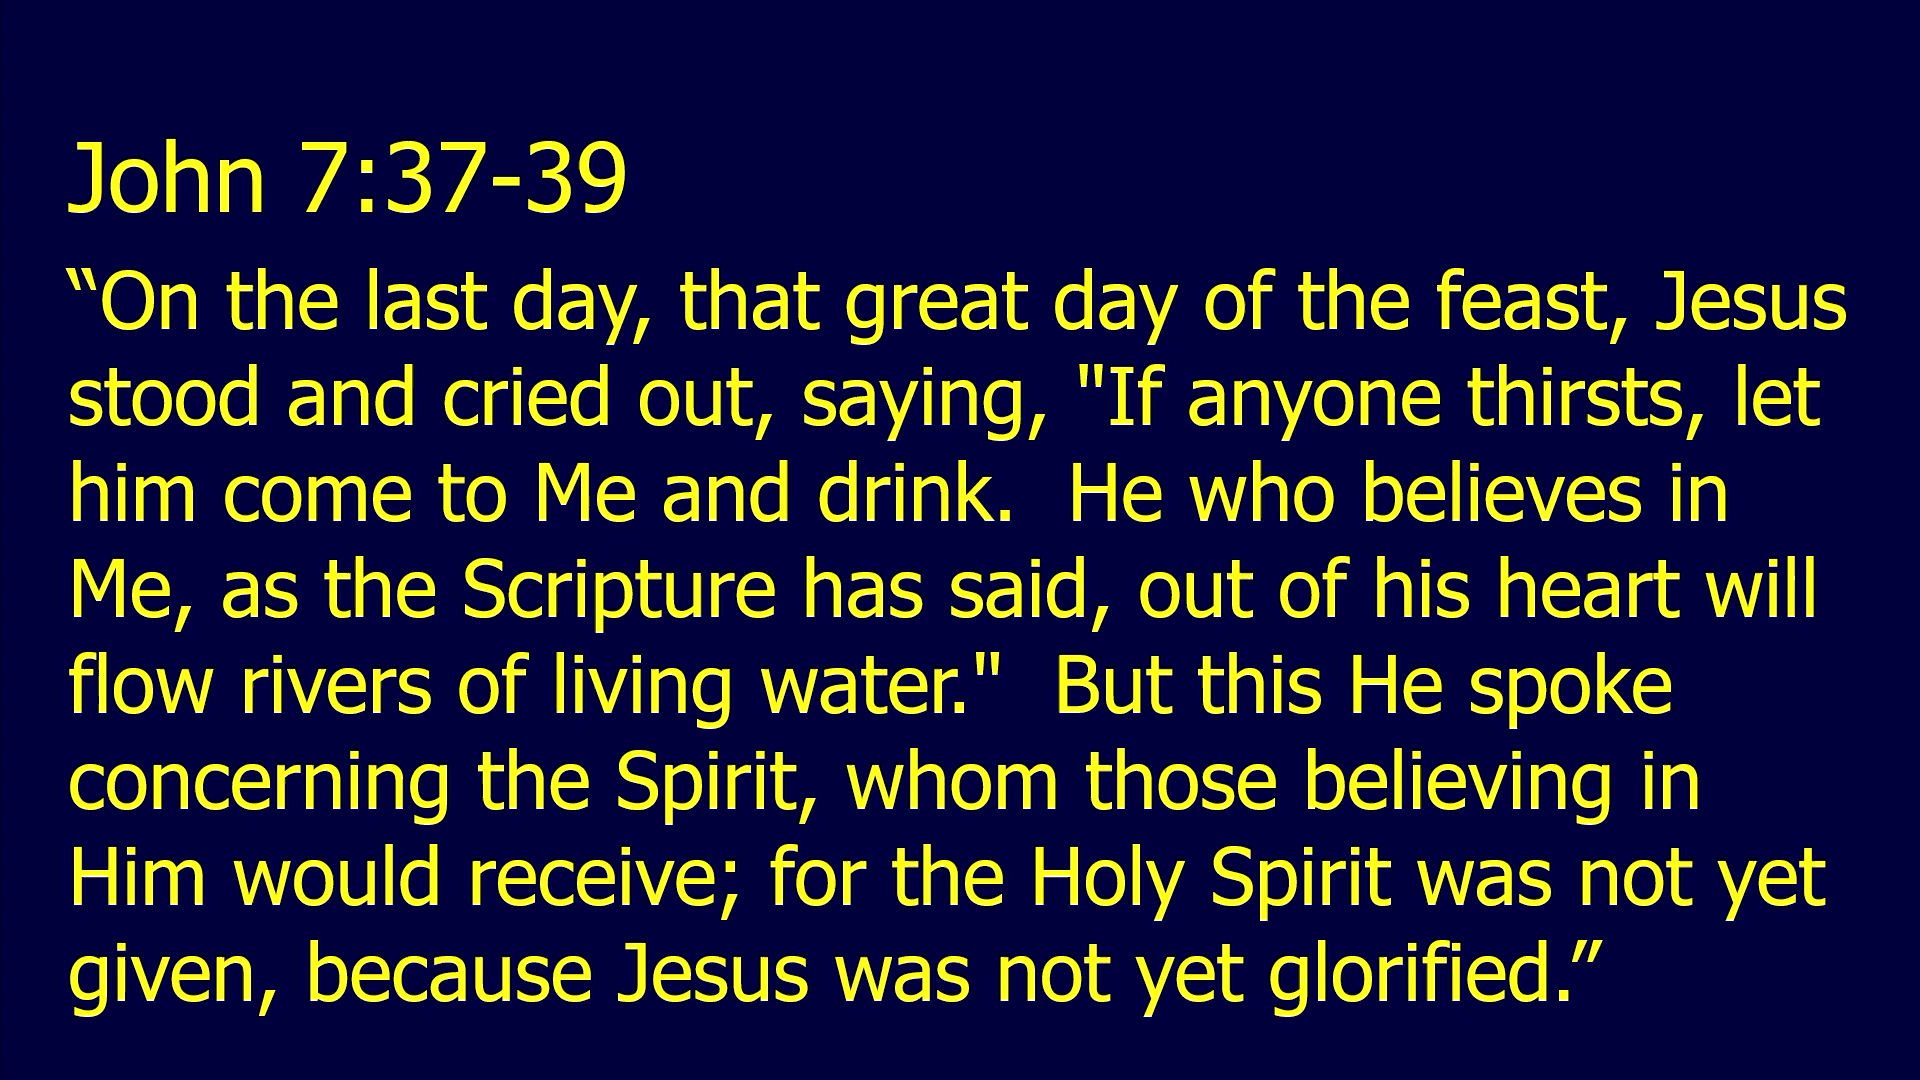 John 7:37-39
“On the last day, that great day of the feast, Jesus
stood and cried out, saying, "If anyone thirsts, let
him come to Me and drink.  He who believes in
Me, as the Scripture has said, out of his heart will
flow rivers of living water."  But this He spoke
concerning the Spirit, whom those believing in
Him would receive; for the Holy Spirit was not yet
given, because Jesus was not yet glorified.”